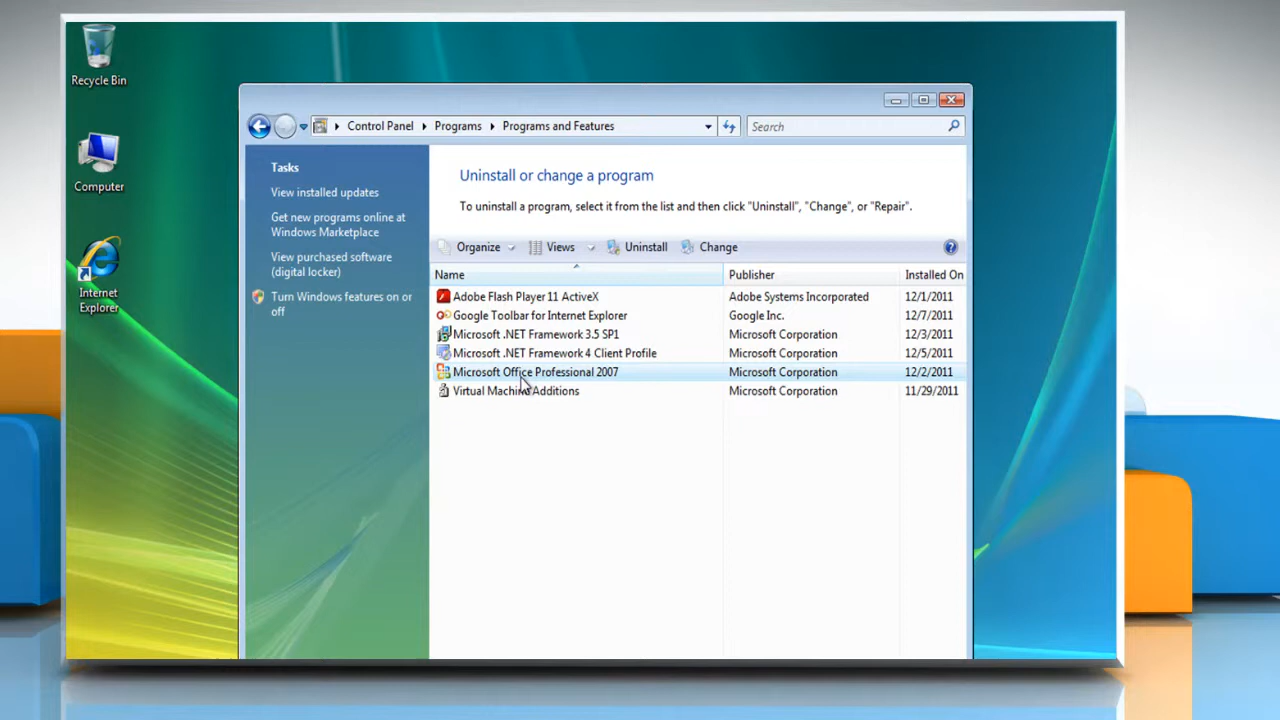 Recycle Bin
Computer
Internet
Explorer
Control Panel Programs Programs and Features
Search
Tasks
View installed updates
Get new programs online at
Windows Marketplace
View purchased software
(digital locker)
Turn Windows features on or
off
Uninstall or change a program
To uninstall a program, select it from the list and then click "Uninstall", "Change", or "Repair".
Organize Views Uninstall Change
Name Publisher Installed On
Adobe Flash Player 11 ActiveX Adobe Systems Incorporated 12/1/2011
Google Toolbar for Internet Explorer Google Inc. 12/7/2011
Microsoft .NET Framework 3.5 SP1 Microsoft Corporation 12/3/2011
Microsoft .NET Framework 4 Client Profile Microsoft Corporation 12/5/2011
Microsoft Office Professional 2007 Microsoft Corporation 12/2/2011
Virtual Machine Additions Microsoft Corporation 11/29/2011